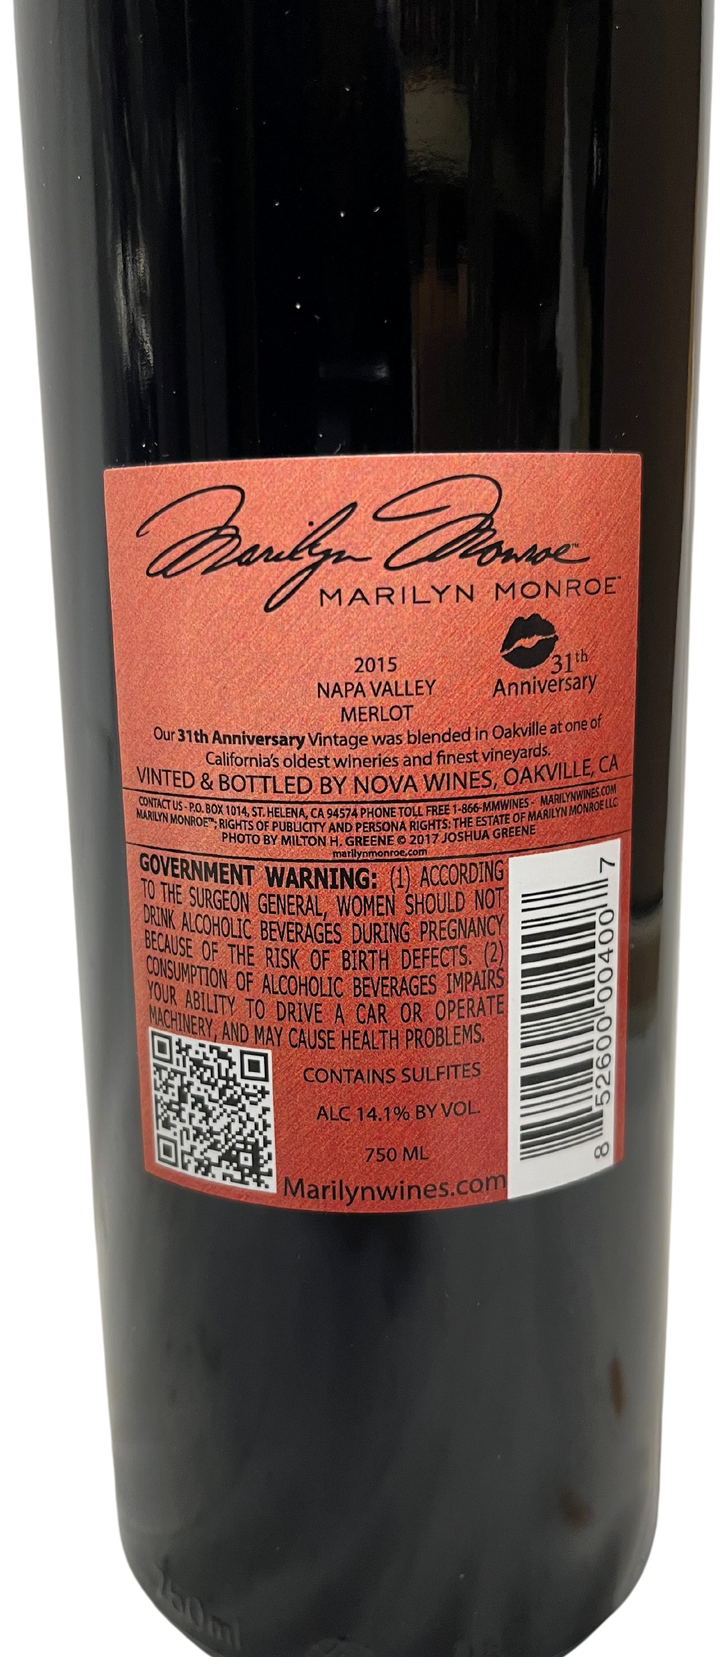 Marilyn Monroe™
MARILYN MONROE™
31th
Anniversary
2015
NAPA VALLEY
MERLOT
Our 31th Anniversary Vintage was blended in Oakville at one of
California's oldest wineries and finest vineyards.
VINTED & BOTTLED BY NOVA WINES, OAKVILLE, CA
CONTACT US - P.O. BOX 1014, ST. HELENA, CA 94574 PHONE TOLL FREE 1-866-MMWINES - MARILYNWINES.COM
MARILYN MONROE™; RIGHTS OF PUBLICITY AND PERSONA RIGHTS: THE ESTATE OF MARILYN MONROE LLC
PHOTO BY MILTON H. GREENE © 2017 JOSHUA GREENE
marilynmonroe.com
GOVERNMENT WARNING: (1) ACCORDING
TO THE SURGEON GENERAL, WOMEN SHOULD NOT
DRINK ALCOHOLIC BEVERAGES DURING PREGNANCY
BECAUSE OF THE RISK OF BIRTH DEFECTS. (2)
CONSUMPTION OF ALCOHOLIC BEVERAGES IMPAIRS
YOUR ABILITY TO DRIVE A CAR OR OPERATE
MACHINERY, AND MAY CAUSE HEALTH PROBLEMS.
CONTAINS SULFITES
ALC 14.1% BY VOL.
750 ML
Marilynwines.com
8 52600 00400 7
760ml